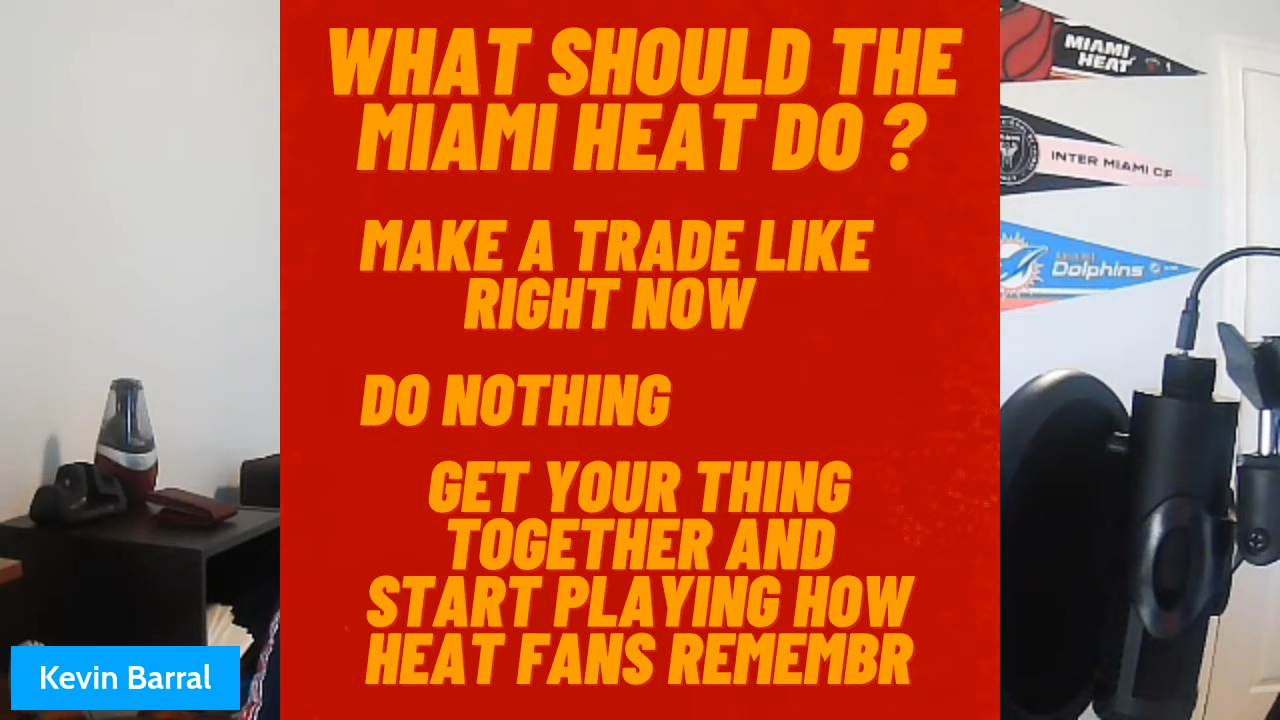 WHAT SHOULD THE
MIAMI HEAT DO ?
MAKE A TRADE LIKE
RIGHT NOW
DO NOTHING
GET YOUR THING
TOGETHER AND
START PLAYING HOW
HEAT FANS REMEMBR
MIAMI
HEAT
INTER MIAMI CF
MIAMI
Dolphins
Kevin Barral